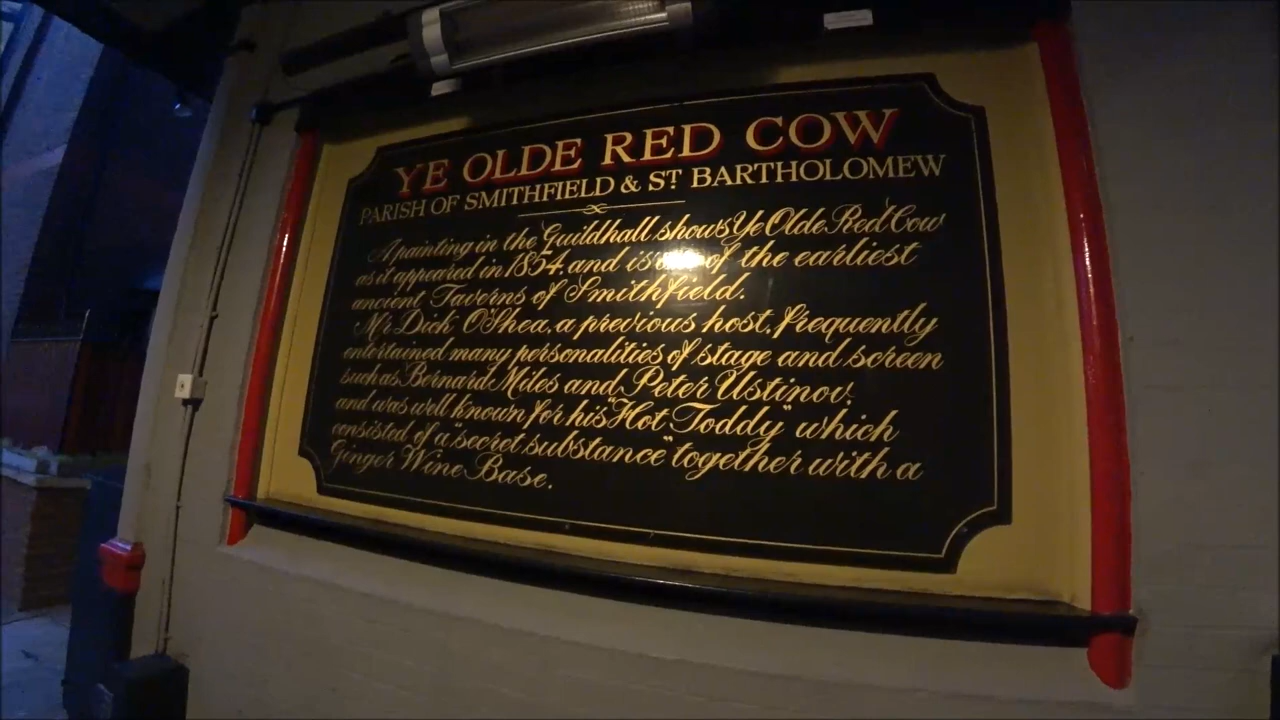 YE OLDE RED COW
PARISH OF SMITHFIELD & ST BARTHOLOMEW
A painting in the Guildhall shows Ye Olde Red Cow
as it appeared in 1854, and is of the earliest
ancient Taverns of Smithfield.
Mr Dick O'Shea, a previous host, frequently
entertained many personalities of stage and screen
such as Bernard Miles and Peter Ustinov,
and was well known for his "Hot Toddy" which
consisted of a "secret substance" together with a
Ginger Wine Base.